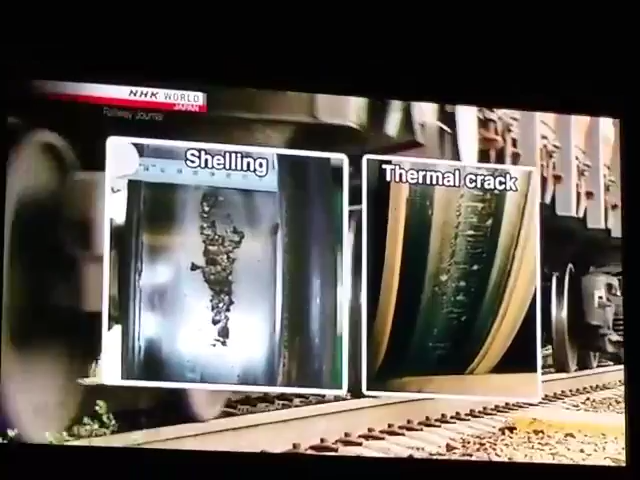 NHK WORLD
JAPAN
Railway Journal
Shelling
Thermal crack